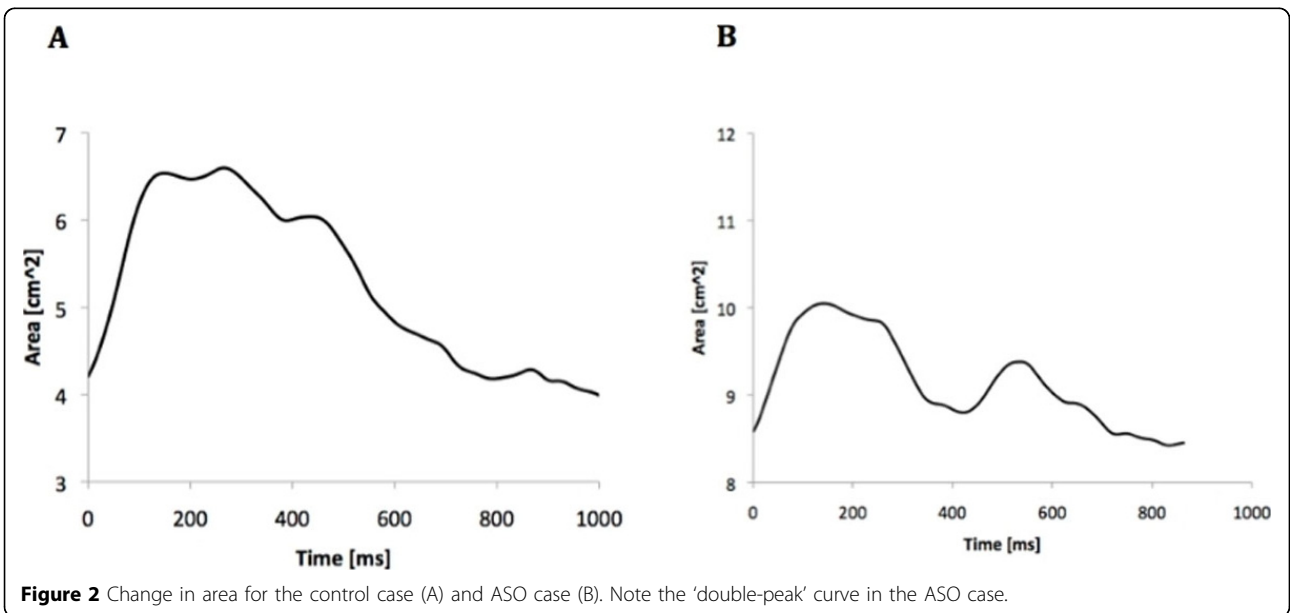 A
B
7
6
5
4
3
Area [cm^2]
0 200 400 600 800 1000
Time [ms]
12
11
10
9
8
Area [cm^2]
0 200 400 600 800 1000
Time [ms]
Figure 2 Change in area for the control case (A) and ASO case (B). Note the ‘double-peak’ curve in the ASO case.